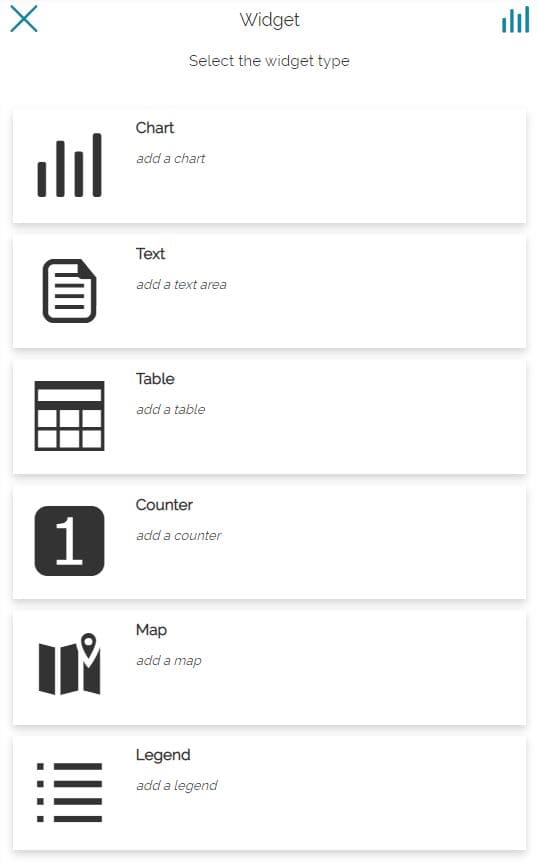 Widget
Select the widget type
Chart
add a chart
Text
add a text area
Table
add a table
1
Counter
add a counter
Map
add a map
Legend
add a legend